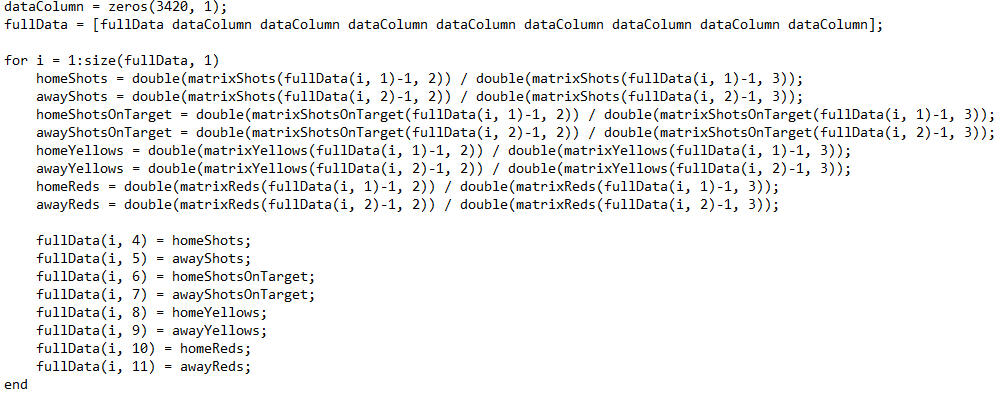 dataColumn = zeros(3420, 1);
fullData = [fullData dataColumn dataColumn dataColumn dataColumn dataColumn dataColumn dataColumn dataColumn];

for i = 1:size(fullData, 1)
    homeShots = double(matrixShots(fullData(i, 1)-1, 2)) / double(matrixShots(fullData(i, 1)-1, 3));
    awayShots = double(matrixShots(fullData(i, 2)-1, 2)) / double(matrixShots(fullData(i, 2)-1, 3));
    homeShotsOnTarget = double(matrixShotsOnTarget(fullData(i, 1)-1, 2)) / double(matrixShotsOnTarget(fullData(i, 1)-1, 3));
    awayShotsOnTarget = double(matrixShotsOnTarget(fullData(i, 2)-1, 2)) / double(matrixShotsOnTarget(fullData(i, 2)-1, 3));
    homeYellows = double(matrixYellows(fullData(i, 1)-1, 2)) / double(matrixYellows(fullData(i, 1)-1, 3));
    awayYellows = double(matrixYellows(fullData(i, 2)-1, 2)) / double(matrixYellows(fullData(i, 2)-1, 3));
    homeReds = double(matrixReds(fullData(i, 1)-1, 2)) / double(matrixReds(fullData(i, 1)-1, 3));
    awayReds = double(matrixReds(fullData(i, 2)-1, 2)) / double(matrixReds(fullData(i, 2)-1, 3));

    fullData(i, 4) = homeShots;
    fullData(i, 5) = awayShots;
    fullData(i, 6) = homeShotsOnTarget;
    fullData(i, 7) = awayShotsOnTarget;
    fullData(i, 8) = homeYellows;
    fullData(i, 9) = awayYellows;
    fullData(i, 10) = homeReds;
    fullData(i, 11) = awayReds;
end